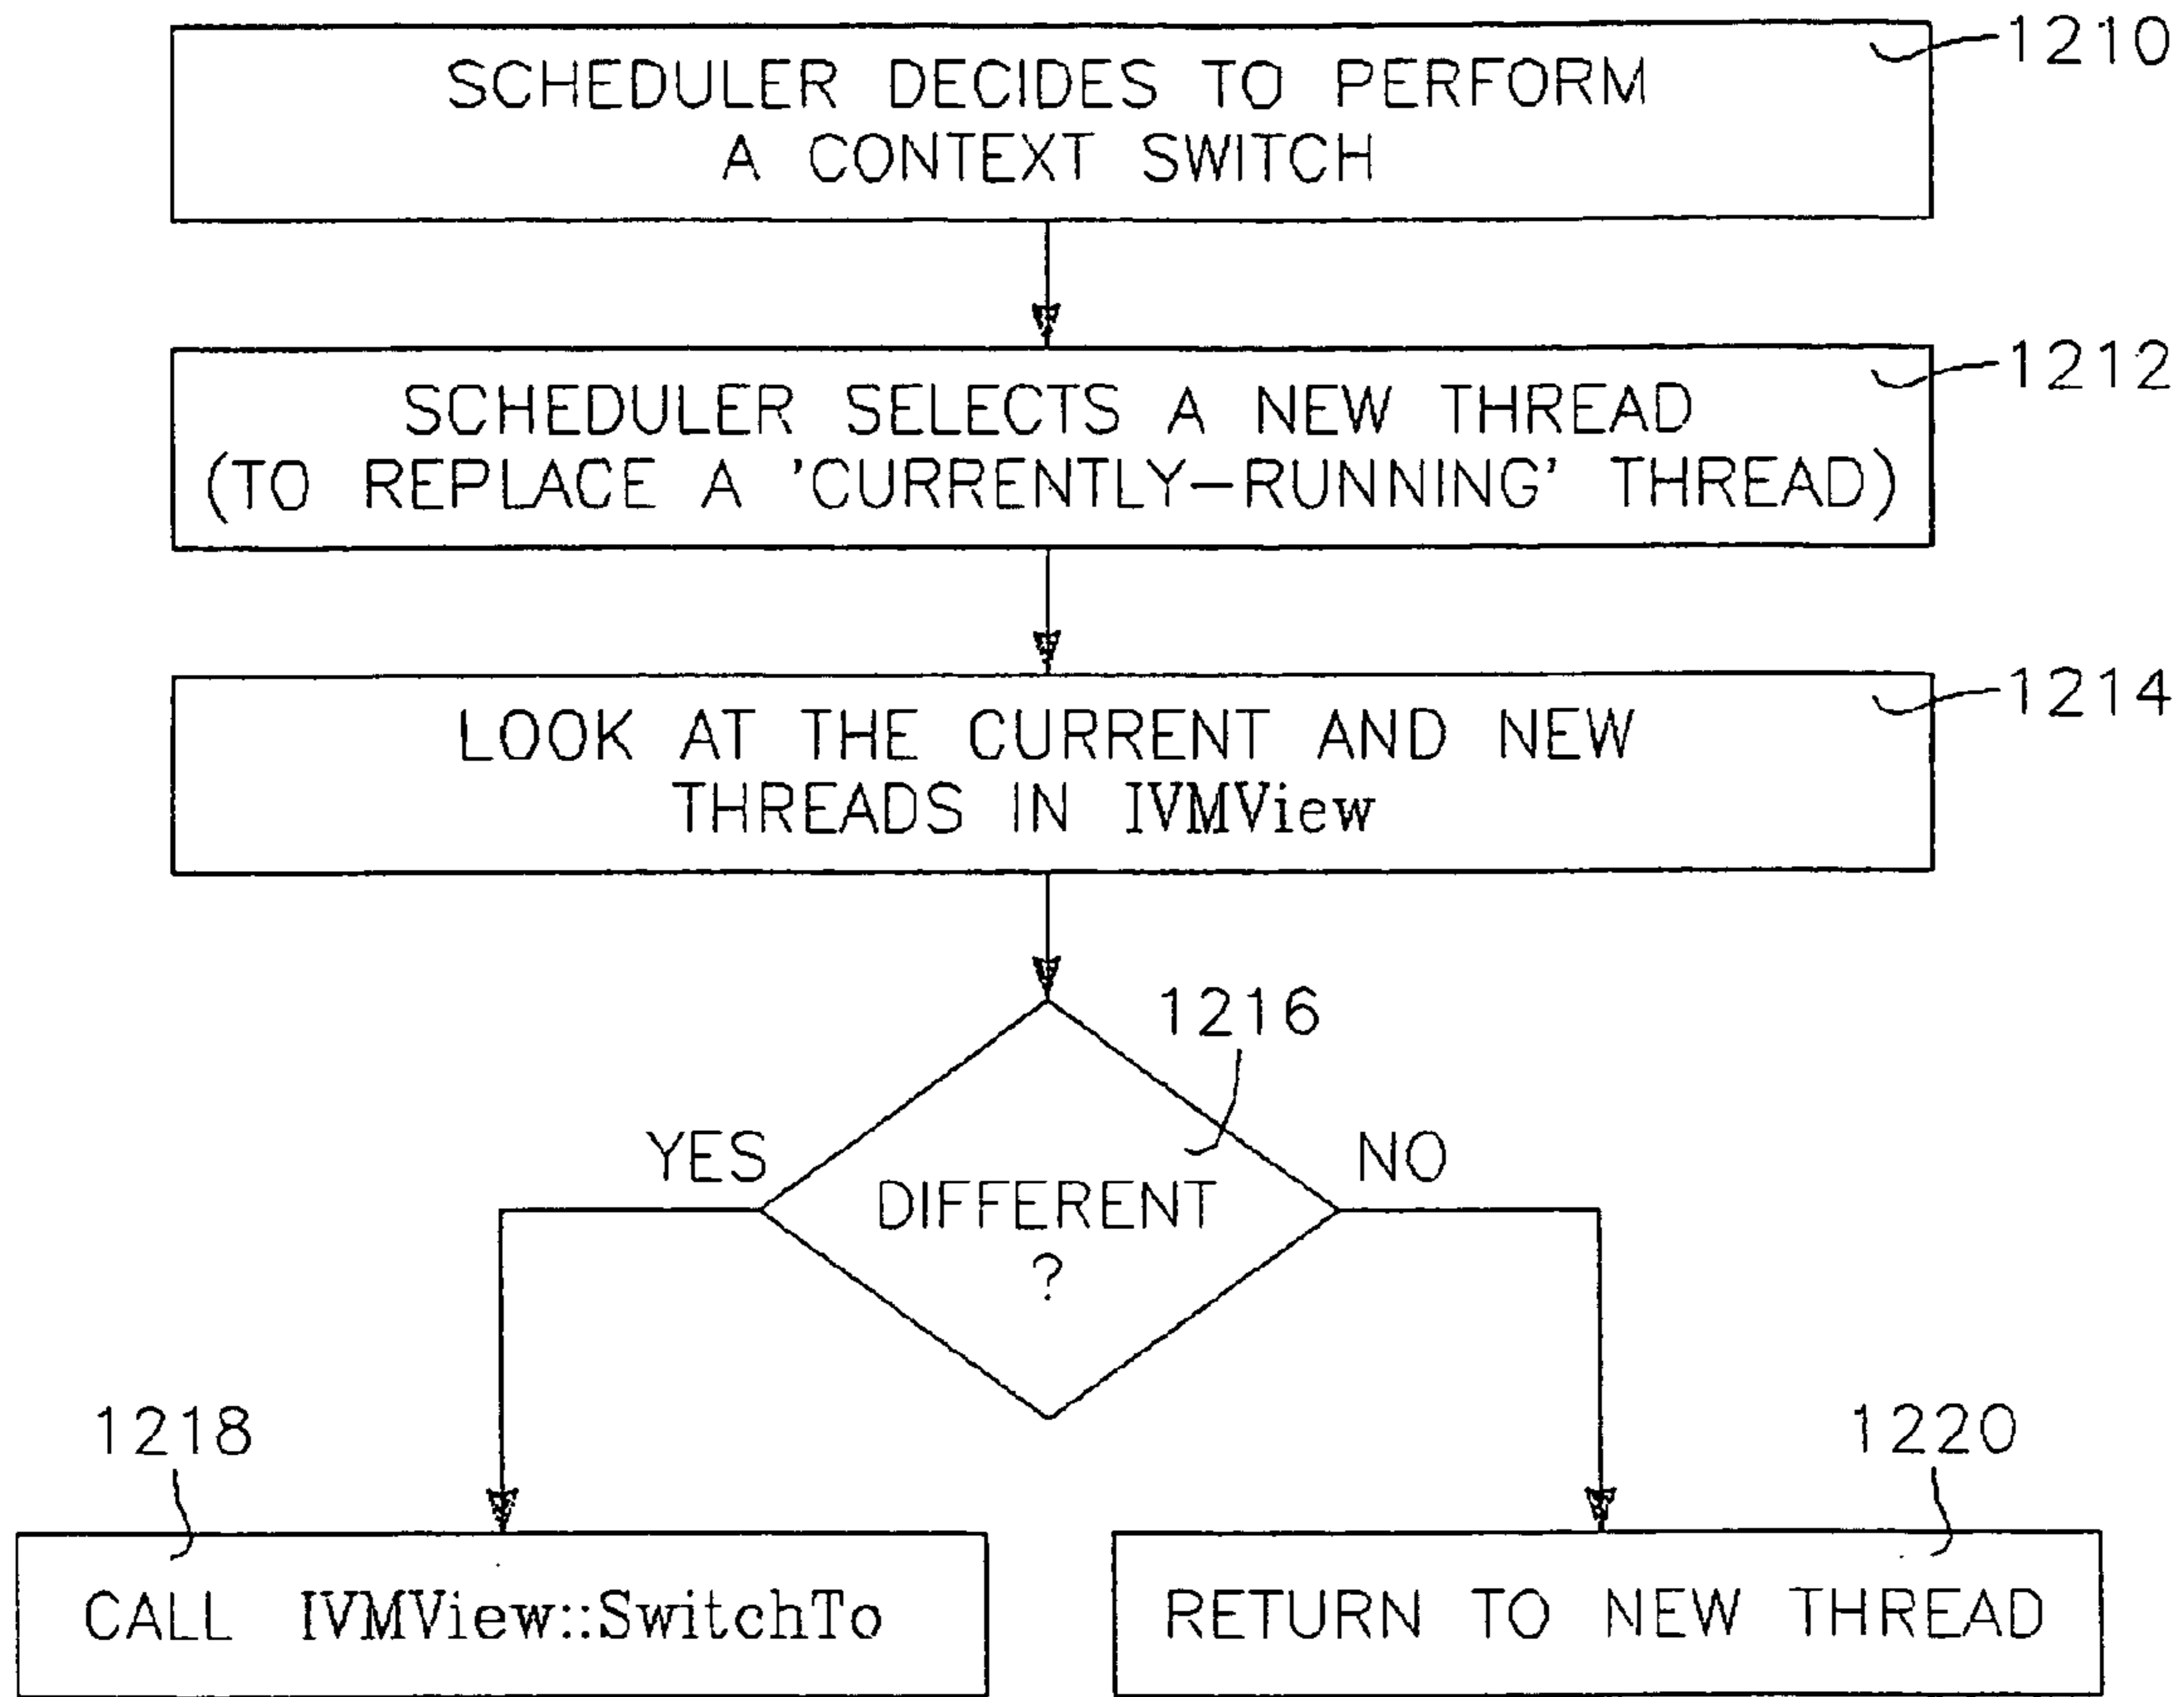 SCHEDULER DECIDES TO PERFORM
A CONTEXT SWITCH
1210
SCHEDULER SELECTS A NEW THREAD
(TO REPLACE A 'CURRENTLY-RUNNING' THREAD)
1212
LOOK AT THE CURRENT AND NEW
THREADS IN IVMView
1214
1216
YES
NO
DIFFERENT
?
1218
1220
CALL IVMView::SwitchTo
RETURN TO NEW THREAD